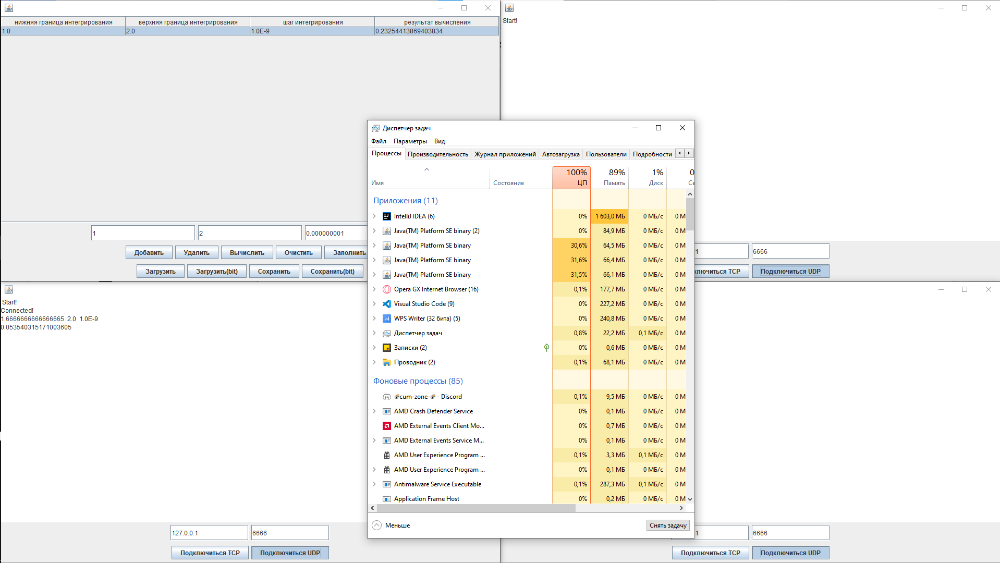 нижняя граница интегрирования верхняя граница интегрирования шаг интегрирования результат вычисления
1.0 2.0 1.0E-9 0.23254413869403834
1 2 0.000000001
Добавить Удалить Вычислить Очистить Заполнить
Загрузить Загрузить(bit) Сохранить Сохранить(bit)
Start!
1 6666
ключиться TCP Подключиться UDP
Start!
Connected!
1.6666666666666665 2.0 1.0E-9
0.053540315171003605
127.0.0.1 6666
Подключиться TCP Подключиться UDP
1 6666
Подключиться TCP Подключиться UDP
Диспетчер задач
Файл Параметры Вид
Процессы Производительность Журнал приложений Автозагрузка Пользователи Подробности
100% 89% 1% 0
Имя Состояние ЦП Память Диск Се
Приложения (11)
IntelliJ IDEA (6) 0% 1 603,0 МБ 0 МБ/с 0 М
Java(TM) Platform SE binary (2) 0% 84,9 МБ 0 МБ/с 0 М
Java(TM) Platform SE binary 30,6% 64,5 МБ 0 МБ/с 0 М
Java(TM) Platform SE binary 31,6% 66,4 МБ 0 МБ/с 0 М
Java(TM) Platform SE binary 31,5% 66,1 МБ 0 МБ/с 0 М
Opera GX Internet Browser (16) 0,1% 177,7 МБ 0 МБ/с 0 М
Visual Studio Code (9) 0% 227,2 МБ 0 МБ/с 0 М
WPS Writer (32 бита) (5) 0% 240,8 МБ 0 МБ/с 0 М
Диспетчер задач 0,8% 22,2 МБ 0,1 МБ/с 0 М
Записки (2) 0% 0,6 МБ 0 МБ/с 0 М
Проводник (2) 0,1% 68,1 МБ 0 МБ/с 0 М
Фоновые процессы (85)
cum-zone- - Discord 0,1% 9,5 МБ 0 МБ/с 0 М
AMD Crash Defender Service 0% 0,1 МБ 0 МБ/с 0 М
AMD External Events Client Mo... 0% 0,7 МБ 0 МБ/с 0 М
AMD External Events Service M... 0% 0,1 МБ 0 МБ/с 0 М
AMD User Experience Program ... 0,1% 3,3 МБ 0,1 МБ/с 0 М
AMD User Experience Program ... 0% 0,1 МБ 0 МБ/с 0 М
Antimalware Service Executable 0,1% 287,3 МБ 0,1 МБ/с 0 М
Application Frame Host 0% 0,2 МБ 0 МБ/с 0 М
Меньше Снять задачу